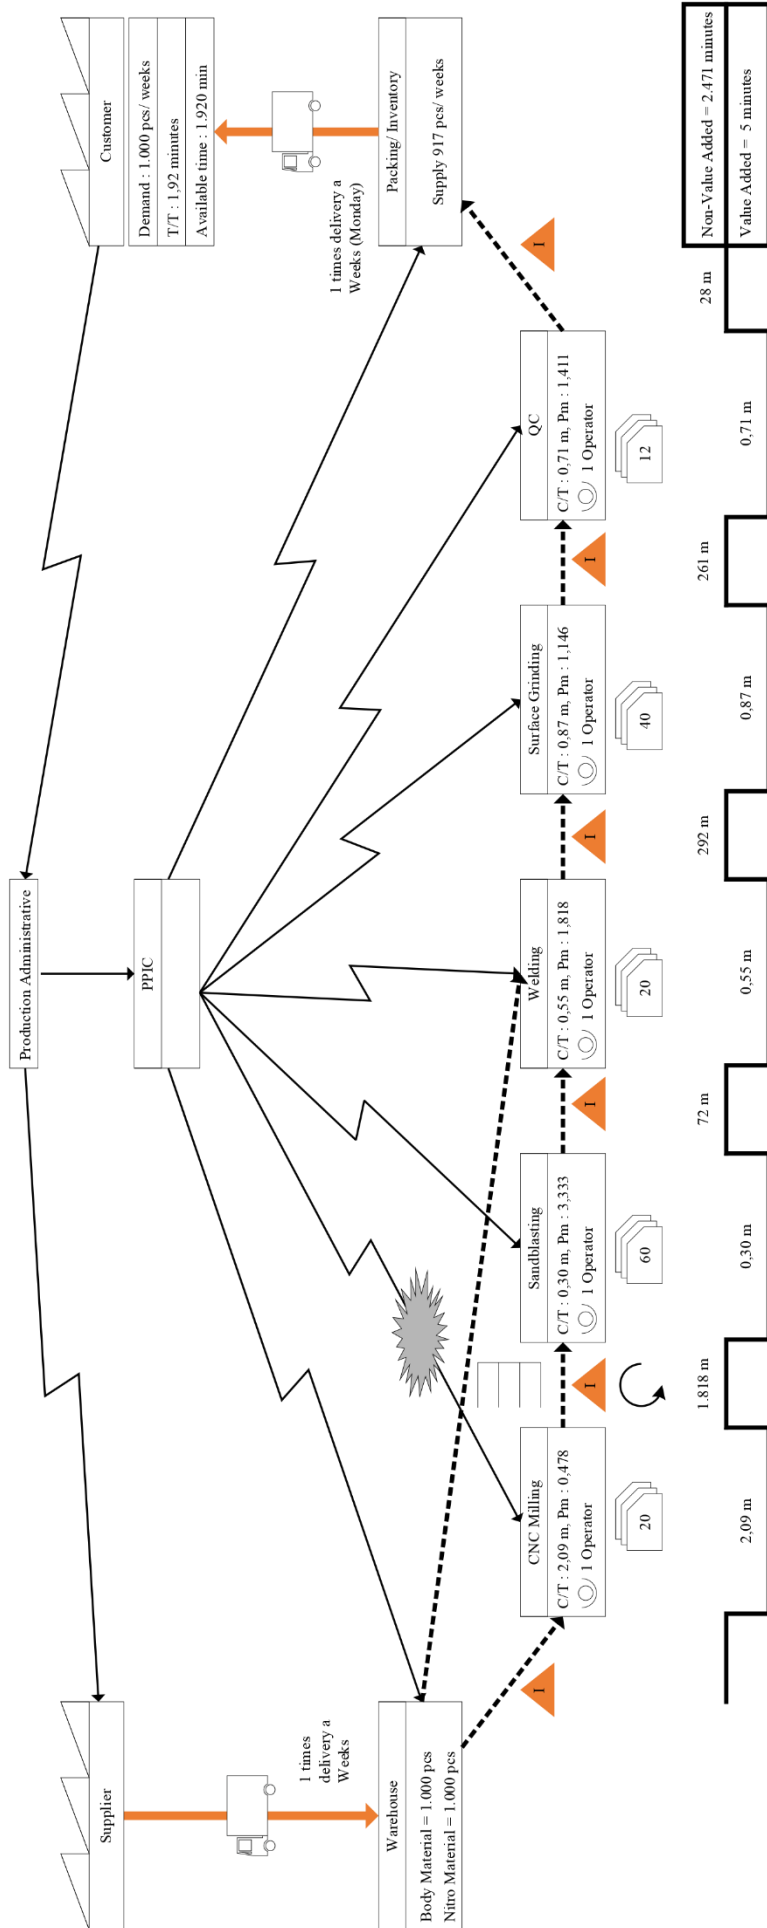 Production Administrative
PPIC
Supplier
1 times
delivery a
Weeks
Warehouse
Body Material = 1.000 pcs
Nitro Material = 1.000 pcs
Customer
Demand : 1.000 pcs/ weeks
T/T : 1,92 minutes
Available time : 1.920 min
1 times delivery a
Weeks (Monday)
Packing/ Inventory
Supply 917 pcs/ weeks
I
CNC Milling
C/T : 2,09 m, Pm : 0,478
1 Operator
20
I
Sandblasting
C/T : 0,30 m, Pm : 3,333
1 Operator
60
I
Welding
C/T : 0,55 m, Pm : 1,818
1 Operator
20
I
Surface Grinding
C/T : 0,87 m, Pm : 1,146
1 Operator
40
I
QC
C/T : 0,71 m, Pm : 1,411
1 Operator
12
I
2,09 m
1.818 m
0,30 m
72 m
0,55 m
292 m
0,87 m
261 m
0,71 m
28 m
Non-Value Added = 2.471 minutes
Value Added = 5 minutes